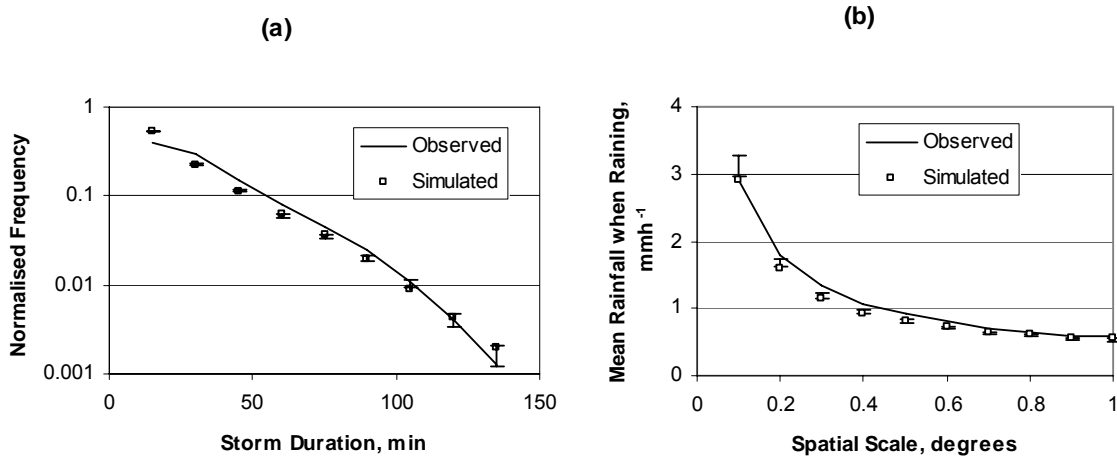 (a)
Normalised Frequency
1
0.1
0.01
0.001
0
50
100
150
Storm Duration, min
Observed
Simulated
(b)
Mean Rainfall when Raining,
mmh -1
4
3
2
1
0
0
0.2
0.4
0.6
0.8
1
Spatial Scale, degrees
Observed
Simulated